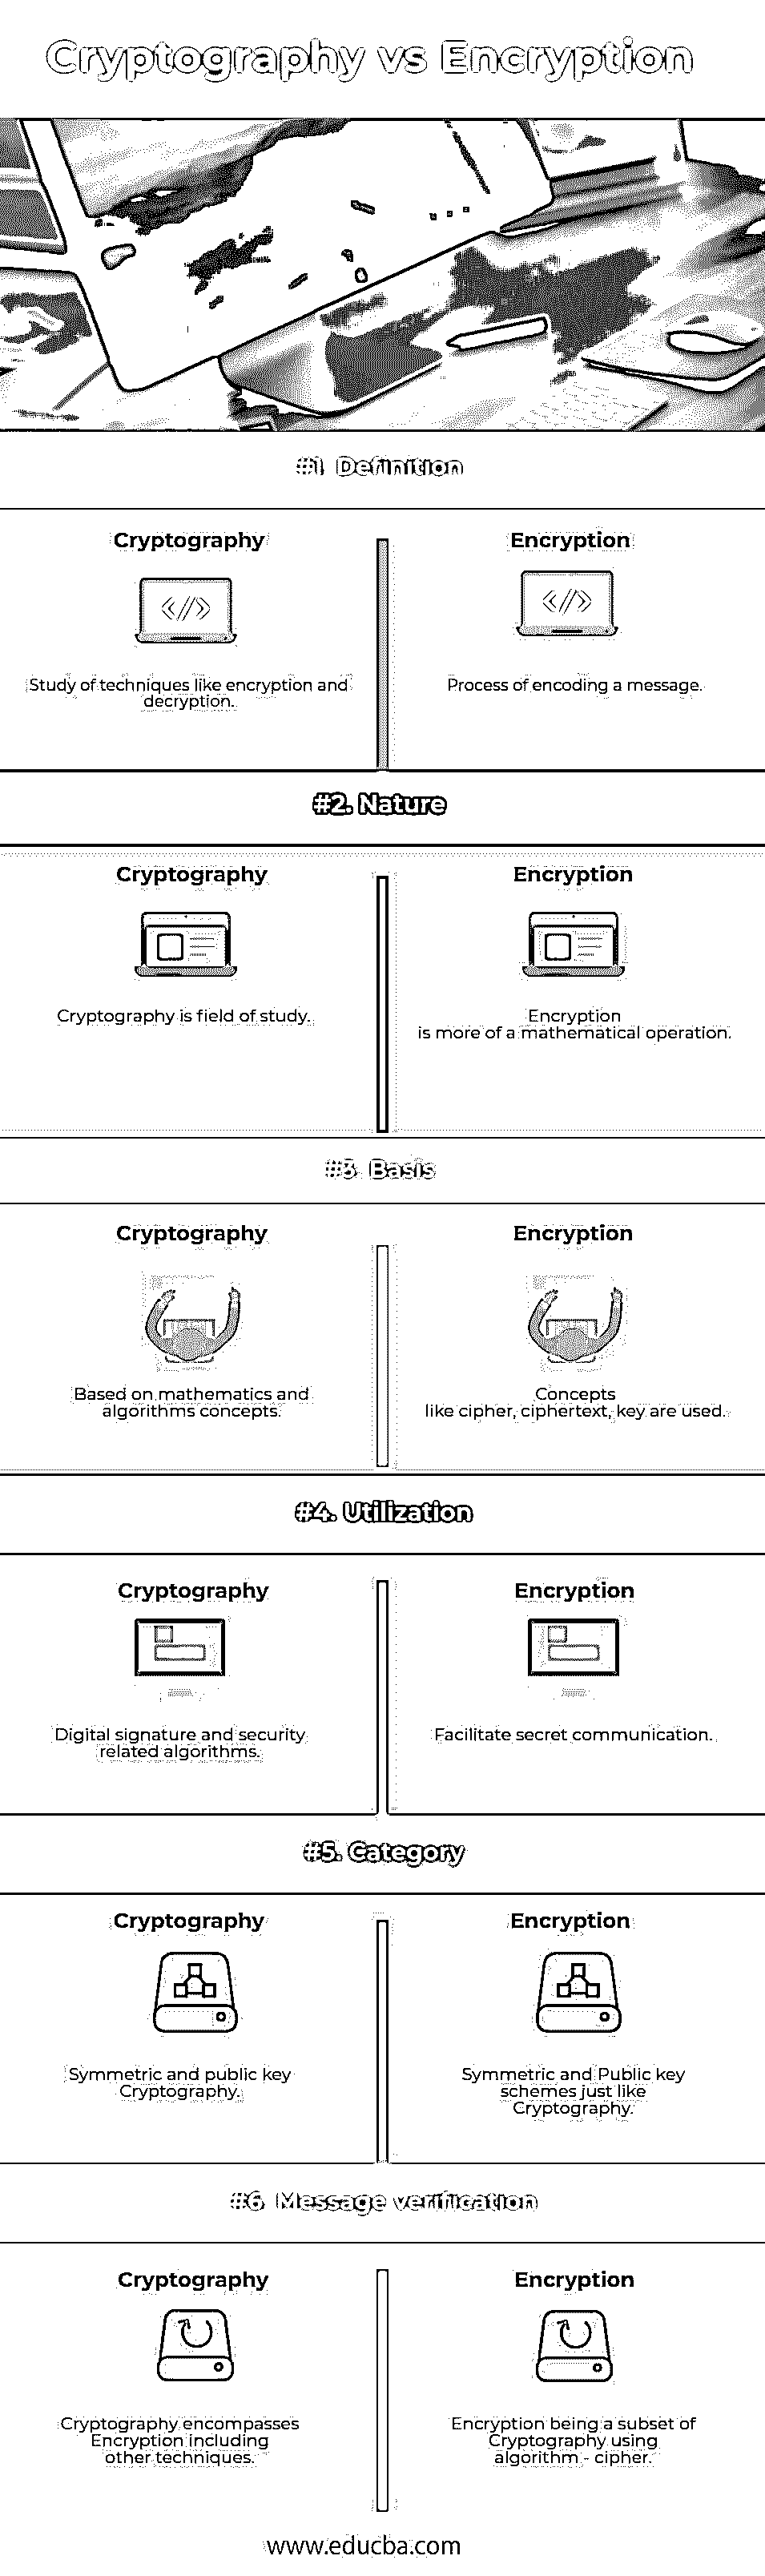 Cryptography vs Encryption
#1. Definition
Cryptography
Study of techniques like encryption and
decryption.
Encryption
Process of encoding a message.
#2. Nature
Cryptography
Cryptography is field of study.
Encryption
Encryption
is more of a mathematical operation.
#3. Basis
Cryptography
Based on mathematics and
algorithms concepts.
Encryption
Concepts
like cipher, ciphertext, key are used.
#4. Utilization
Cryptography
Digital signature and security
related algorithms.
Encryption
Facilitate secret communication.
#5. Category
Cryptography
Symmetric and public key
Cryptography.
Encryption
Symmetric and Public key
schemes just like
Cryptography.
#6. Message verification
Cryptography
Cryptography encompasses
Encryption including
other techniques.
Encryption
Encryption being a subset of
Cryptography using
algorithm - cipher.
www.educba.com